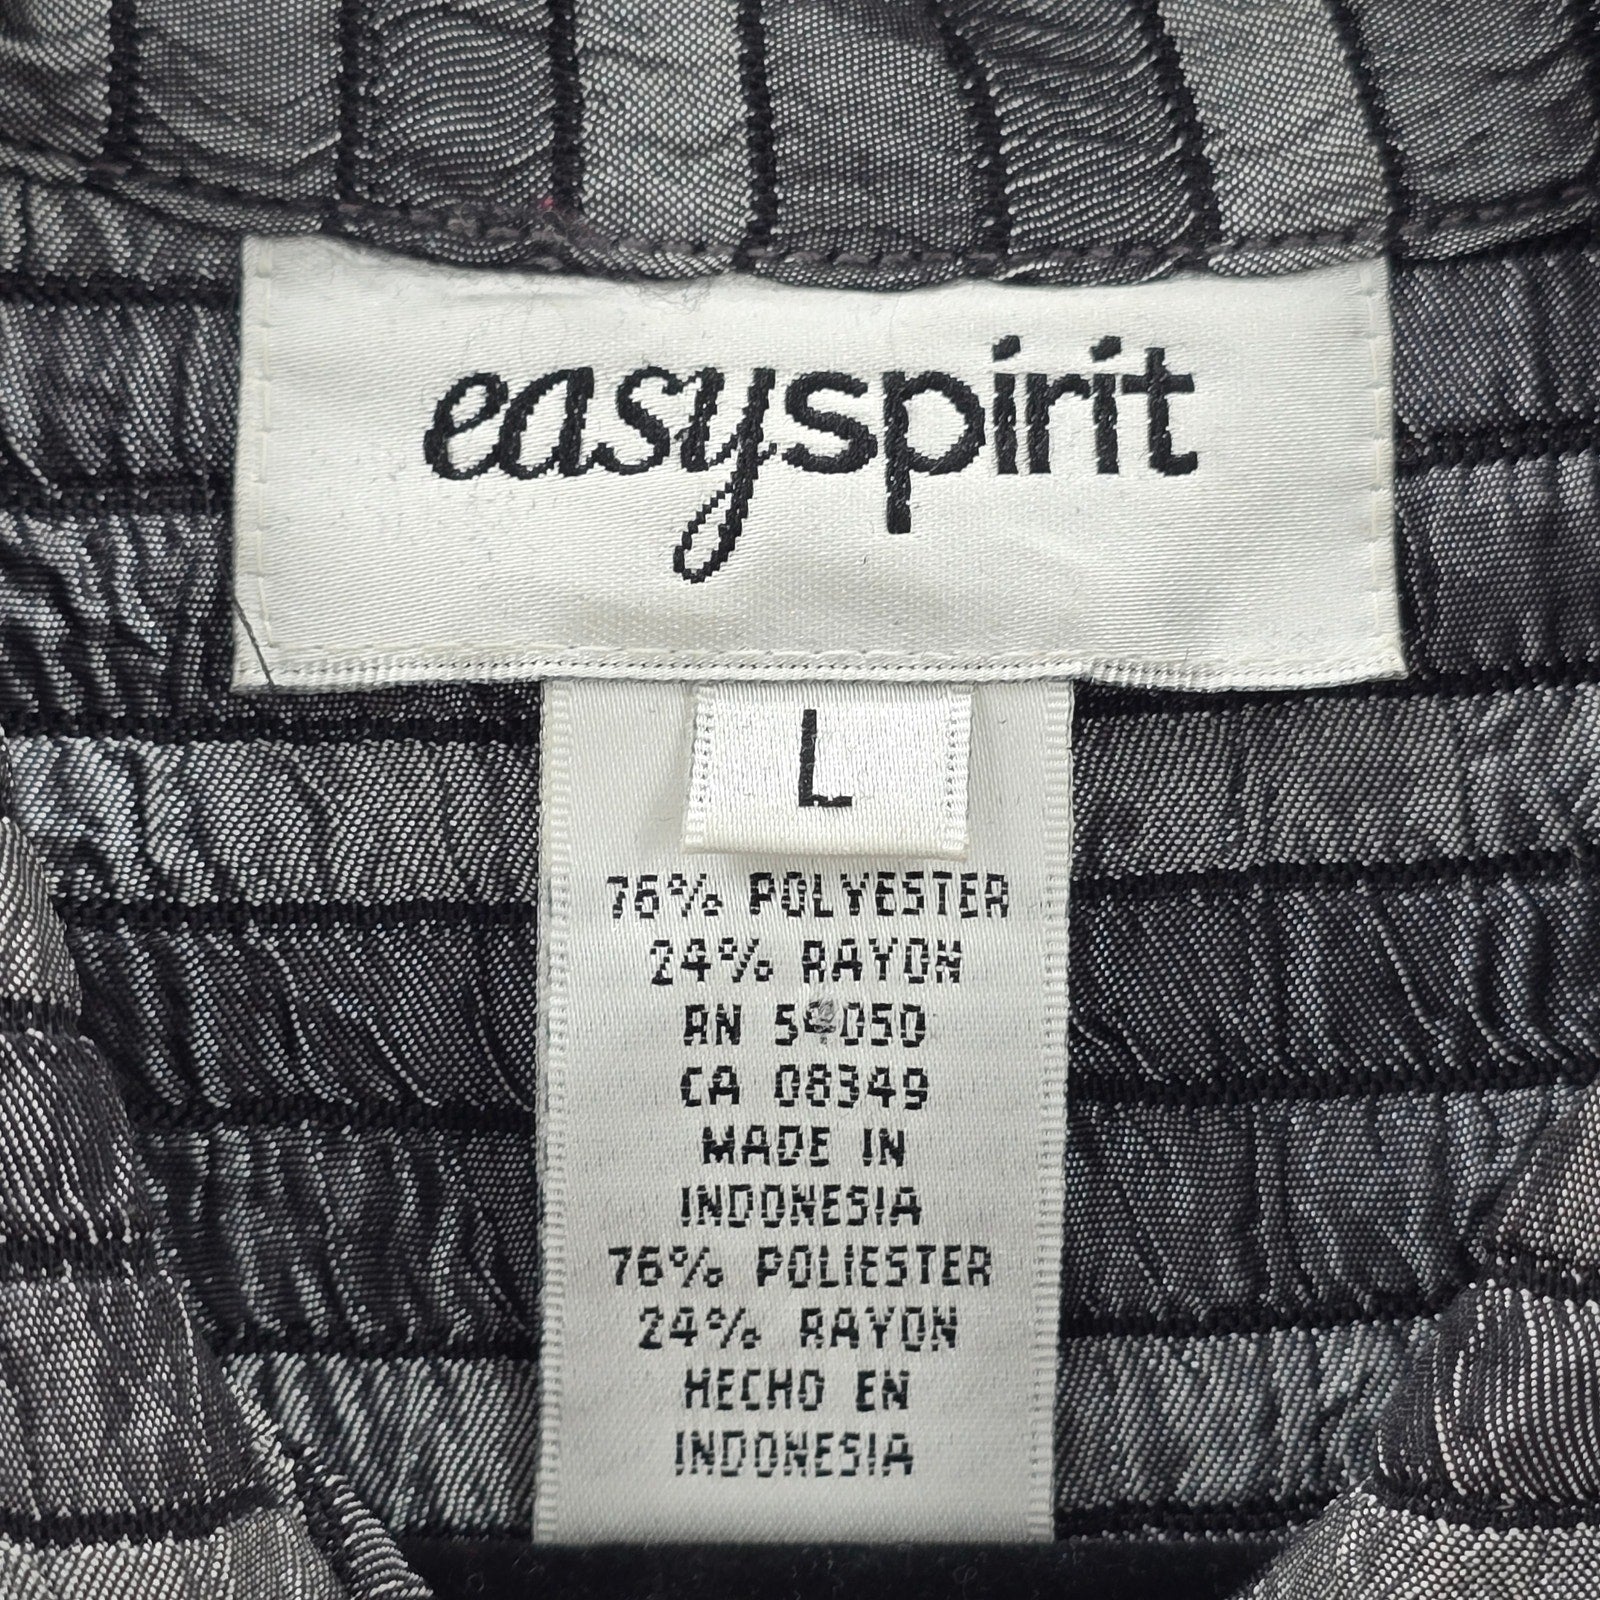 easyspirit
L
76% POLYESTER
24% RAYON
RN
CA 08349
MADE IN
INDONESIA
76% POLIESTER
24% RAYON
HECHO EN
INDONESIA